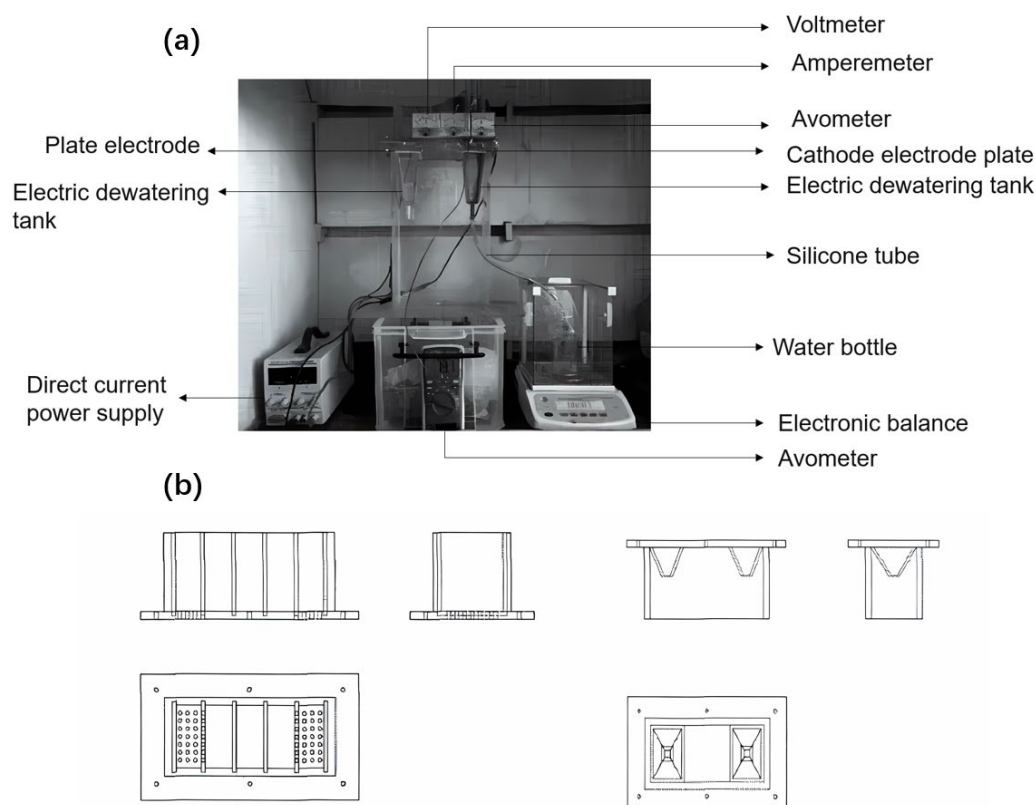 (a)
Voltmeter
Amperemeter
Avometer
Plate electrode
Cathode electrode plate
Electric dewatering
tank
Electric dewatering tank
Silicone tube
Water bottle
Direct current
power supply
Electronic balance
Avometer
(b)